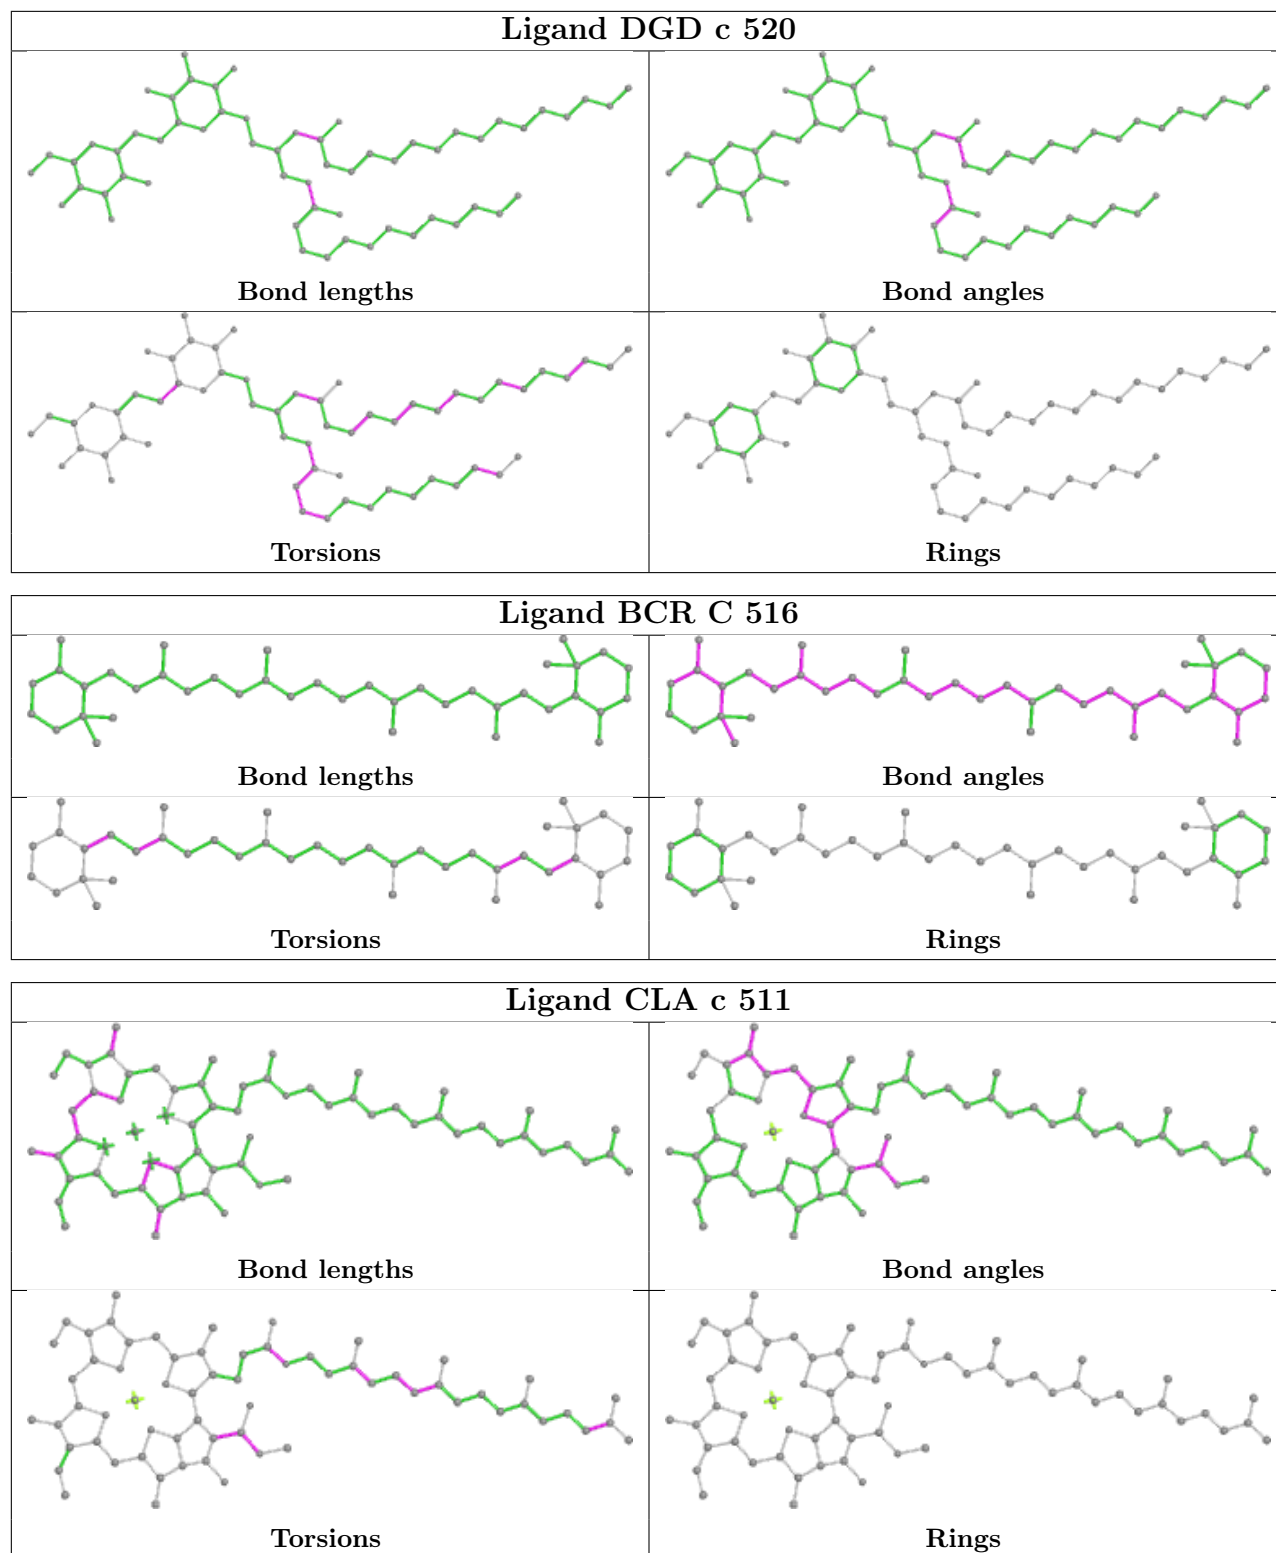 Ligand DGD c 520
Bond lengths
Bond angles
Torsions
Rings
Ligand BCR C 516
Bond lengths
Bond angles
Torsions
Rings
Ligand CLA c 511
Bond lengths
Bond angles
Torsions
Rings